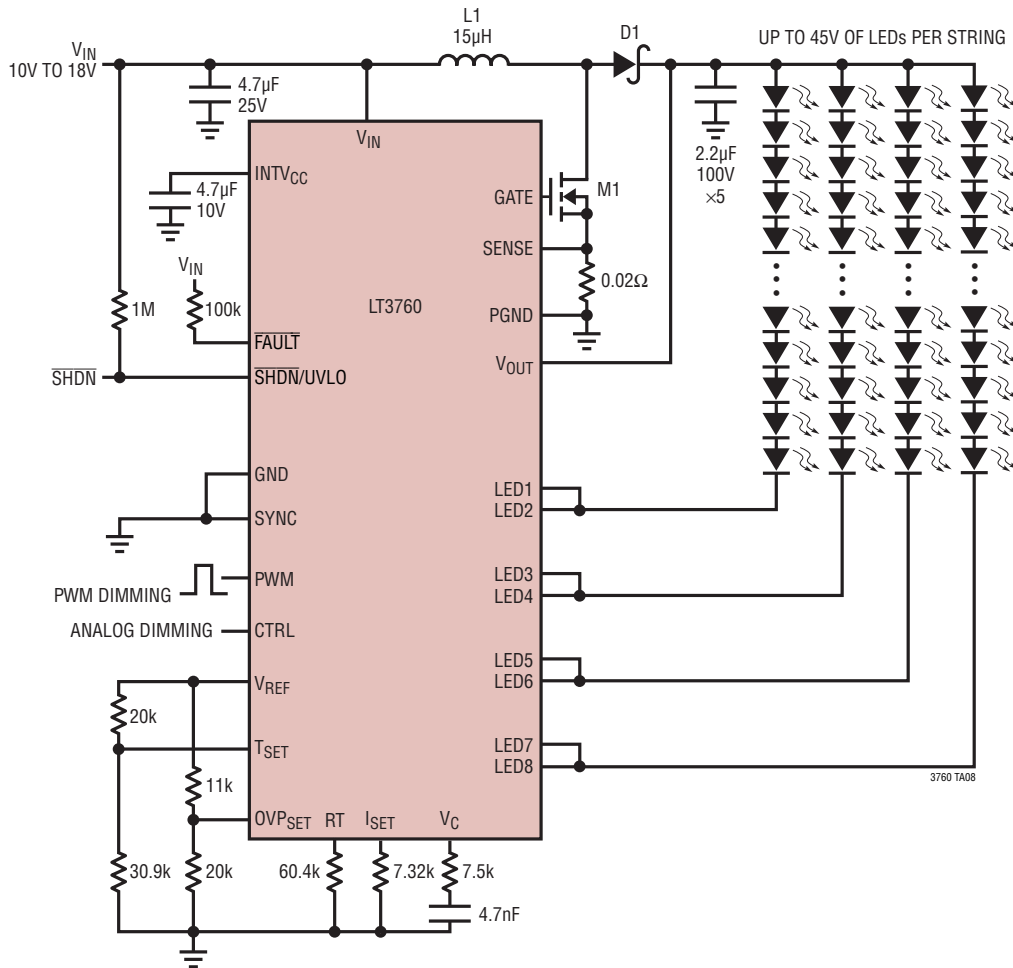 L1
15µH
D1
UP TO 45V OF LEDs PER STRING
VIN
10V TO 18V
4.7µF
25V
VIN
2.2µF
100V
×5
INTVCC
4.7µF
10V
GATE
M1
SENSE
VIN
0.02Ω
1M
100k
LT3760
PGND
FAULT
VOUT
SHDN
SHDN/UVLO
GND
LED1
LED2
SYNC
PWM
LED3
PWM DIMMING
LED4
ANALOG DIMMING
CTRL
LED5
VREF
LED6
20k
TSET
LED7
LED8
3760 TA08
11k
OVPSET
RT
ISET
VC
30.9k
20k
60.4k
7.32k
7.5k
4.7nF